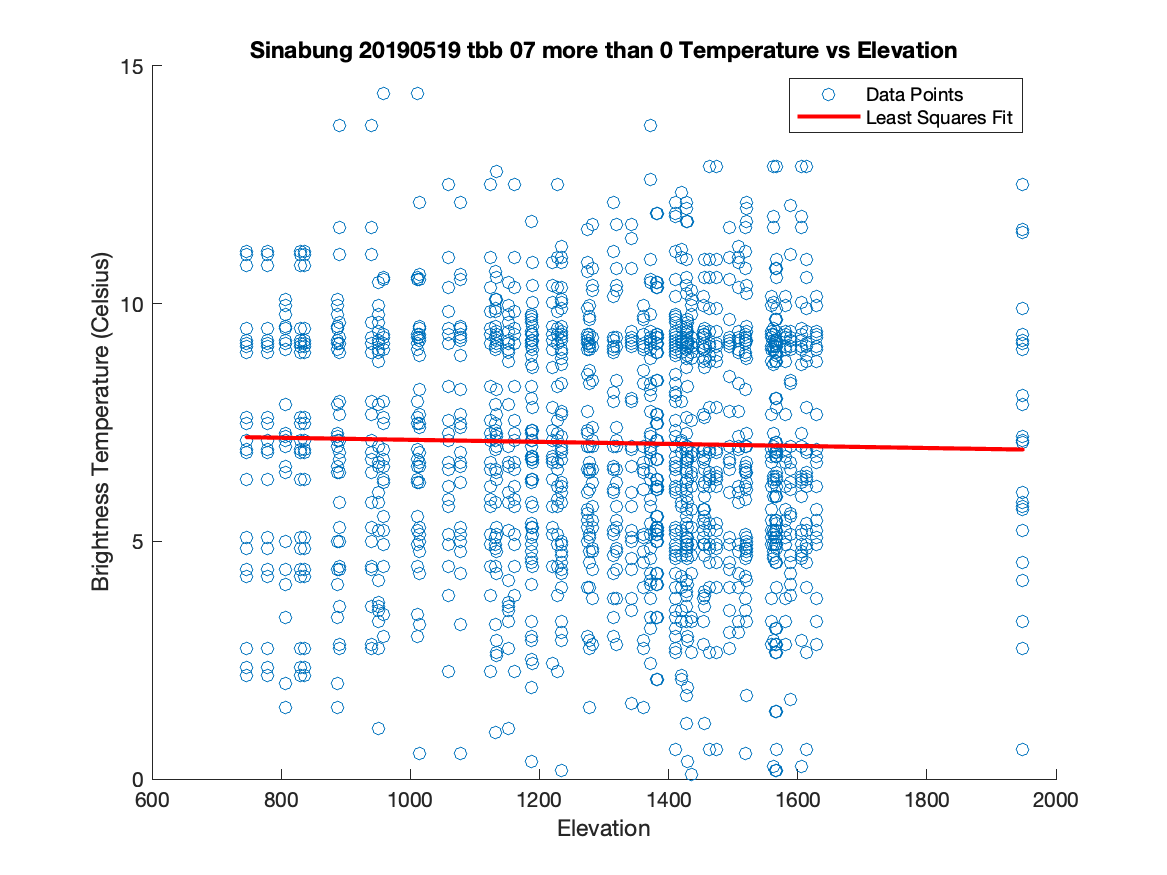 Sinabung 20190519 tbb 07 more than 0 Temperature vs Elevation
Data Points
Least Squares Fit
Brightness Temperature (Celsius)
15
10
5
0
600 800 1000 1200 1400 1600 1800 2000
Elevation